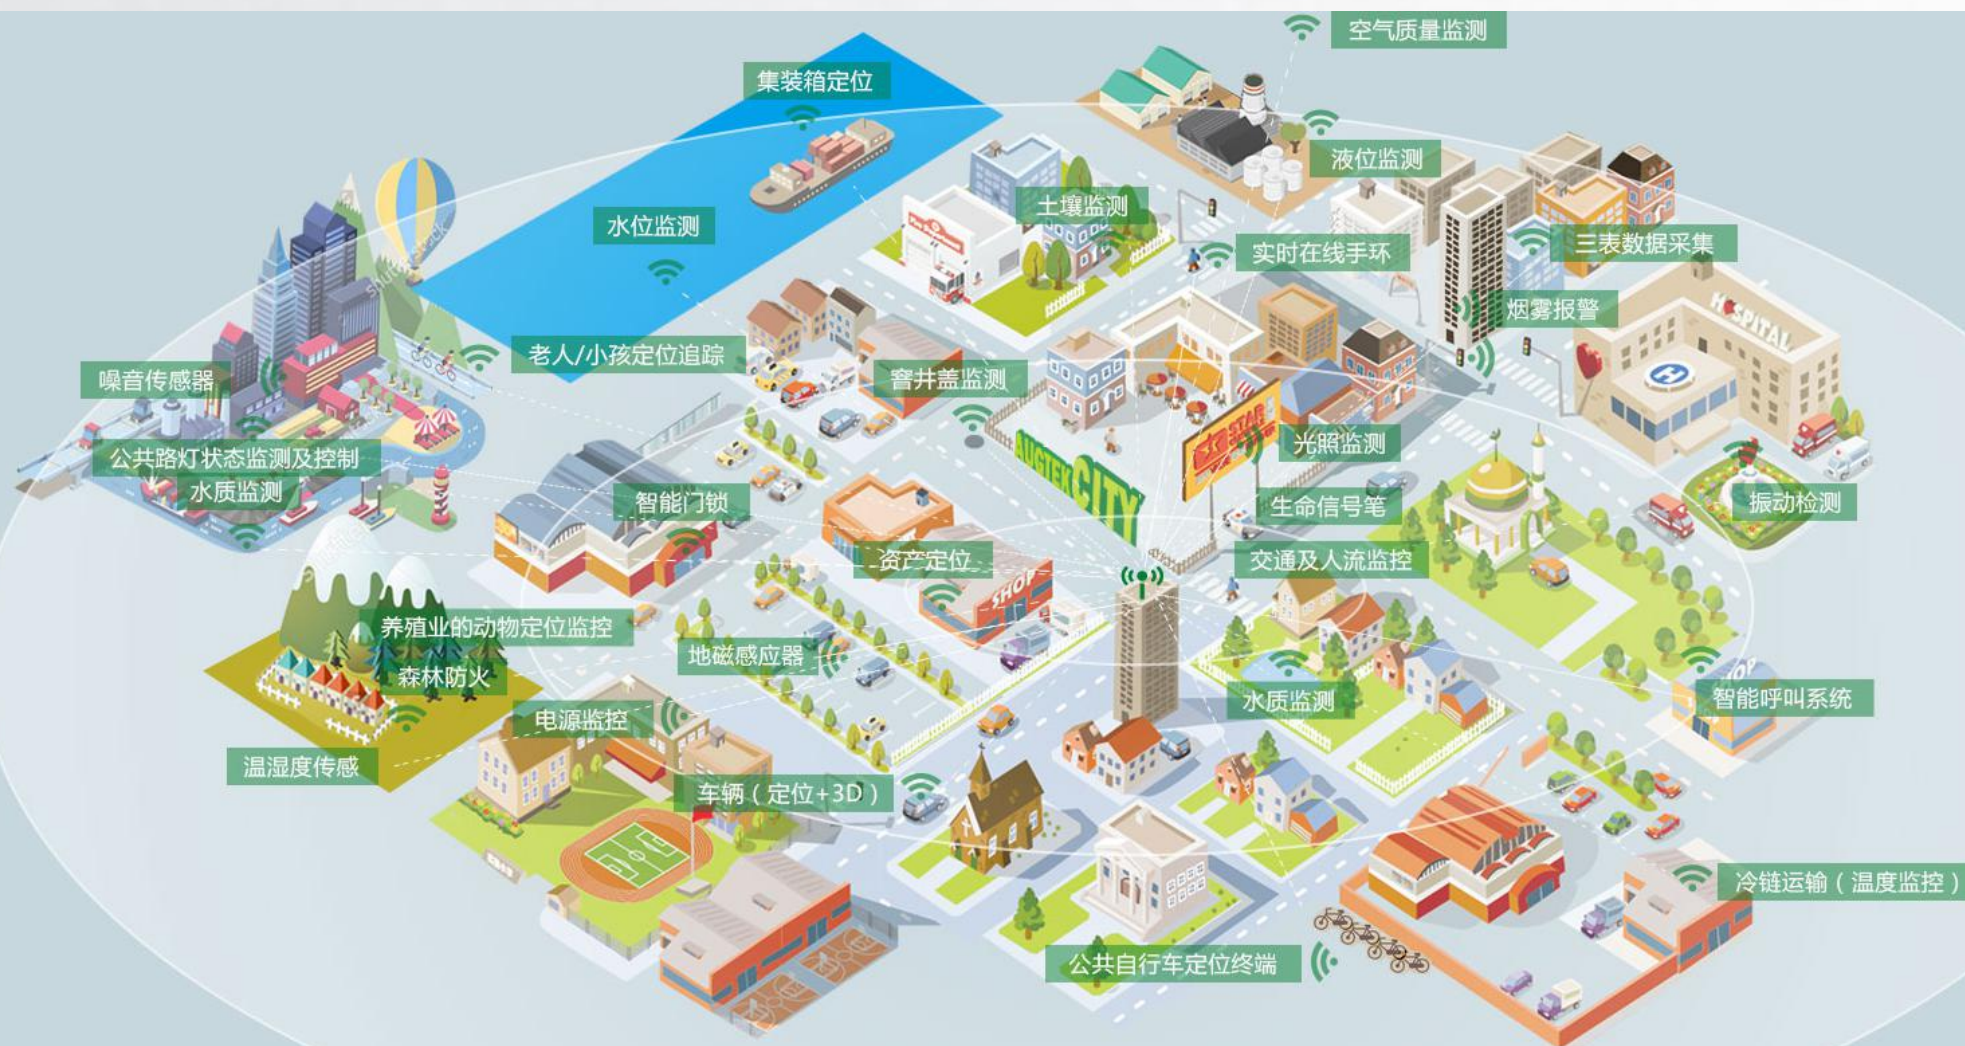 空气质量监测
集装箱定位
液位监测
土壤监测
水位监测
三表数据采集
实时在线手环
Fire Department
烟雾报警
HOSPITAL
shutterstock
老人/小孩定位追踪
噪音传感器
窨井盖监测
H
STAR
光照监测
公共路灯状态监测及控制
水质监测
AUGTEK CITY
智能门锁
生命信号笔
振动检测
资产定位
交通及人流监控
SHOP
养殖业的动物定位监控
地磁感应器
森林防火
SHOP
水质监测
智能呼叫系统
电源监控
温湿度传感
车辆（定位+3D）
冷链运输（温度监控）
公共自行车定位终端